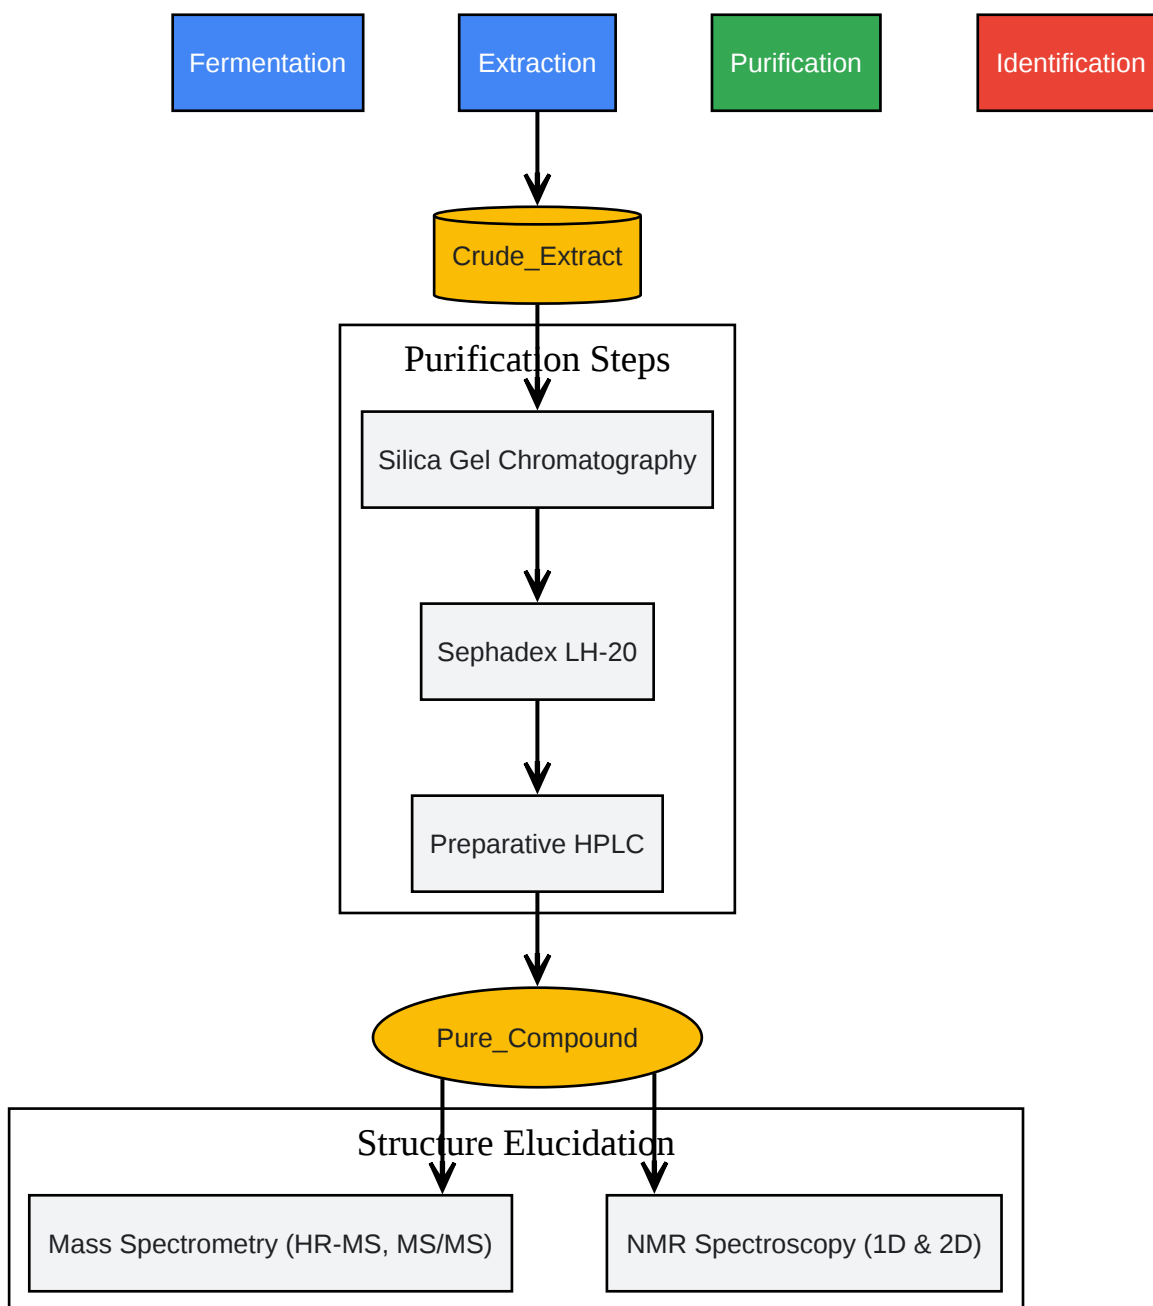 Fermentation
Extraction
Purification
Identification
Crude_Extract
Purification Steps
Silica Gel Chromatography
Sephadex LH-20
Preparative HPLC
Pure_Compound
Structure Elucidation
Mass Spectrometry (HR-MS, MS/MS)
NMR Spectroscopy (1D & 2D)